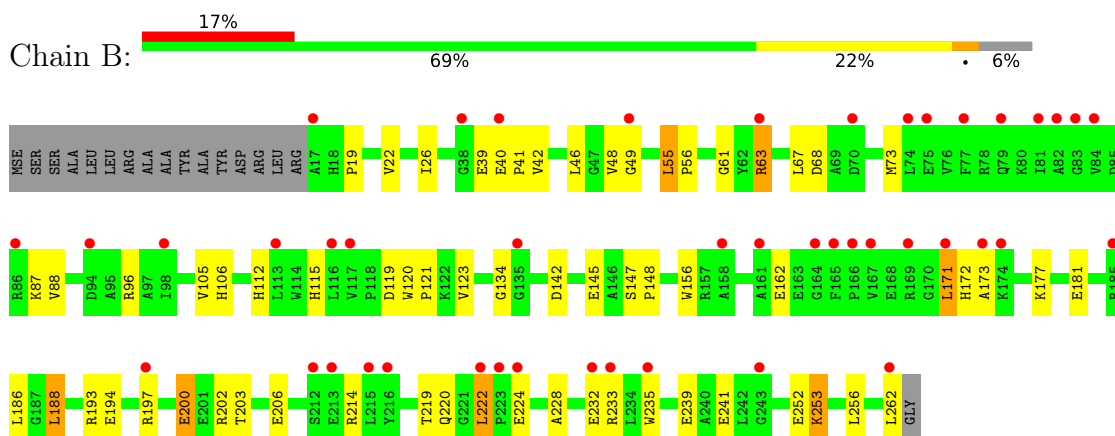 17%
Chain B:
69% 22% • 6%
MSE SER SER ALA LEU LEU ARG ALA ALA TYR ALA TYR ASP ARG LEU ARG A17 H18 P19 V22 I26 G38 E39 E40 P41 V42 L46 G47 V48 G49 L55 P56 G61 Y62 R63 L67 D68 A69 D70 M73 L74 E75 V76 F77 R78 Q79 K80 I81 A82 G83 V84 D85
R86 K87 V88 D94 A95 R96 A97 I98 V105 H106 H112 L113 W114 H115 L116 V117 P118 D119 W120 P121 K122 V123 G134 G135 D142 E145 A146 S147 P148 W156 R157 A158 A161 E162 E163 G164 F165 P166 V167 E168 R169 G170 L171 H172 A173 K174 K177 E181 R185
L186 G187 L188 R193 E194 R197 E200 E201 R202 T203 E206 S212 E213 R214 L215 Y216 T219 Q220 G221 L222 P223 E224 A228 E232 R233 L234 W235 E239 A240 E241 L242 G243 E252 K253 L256 L262 GLY